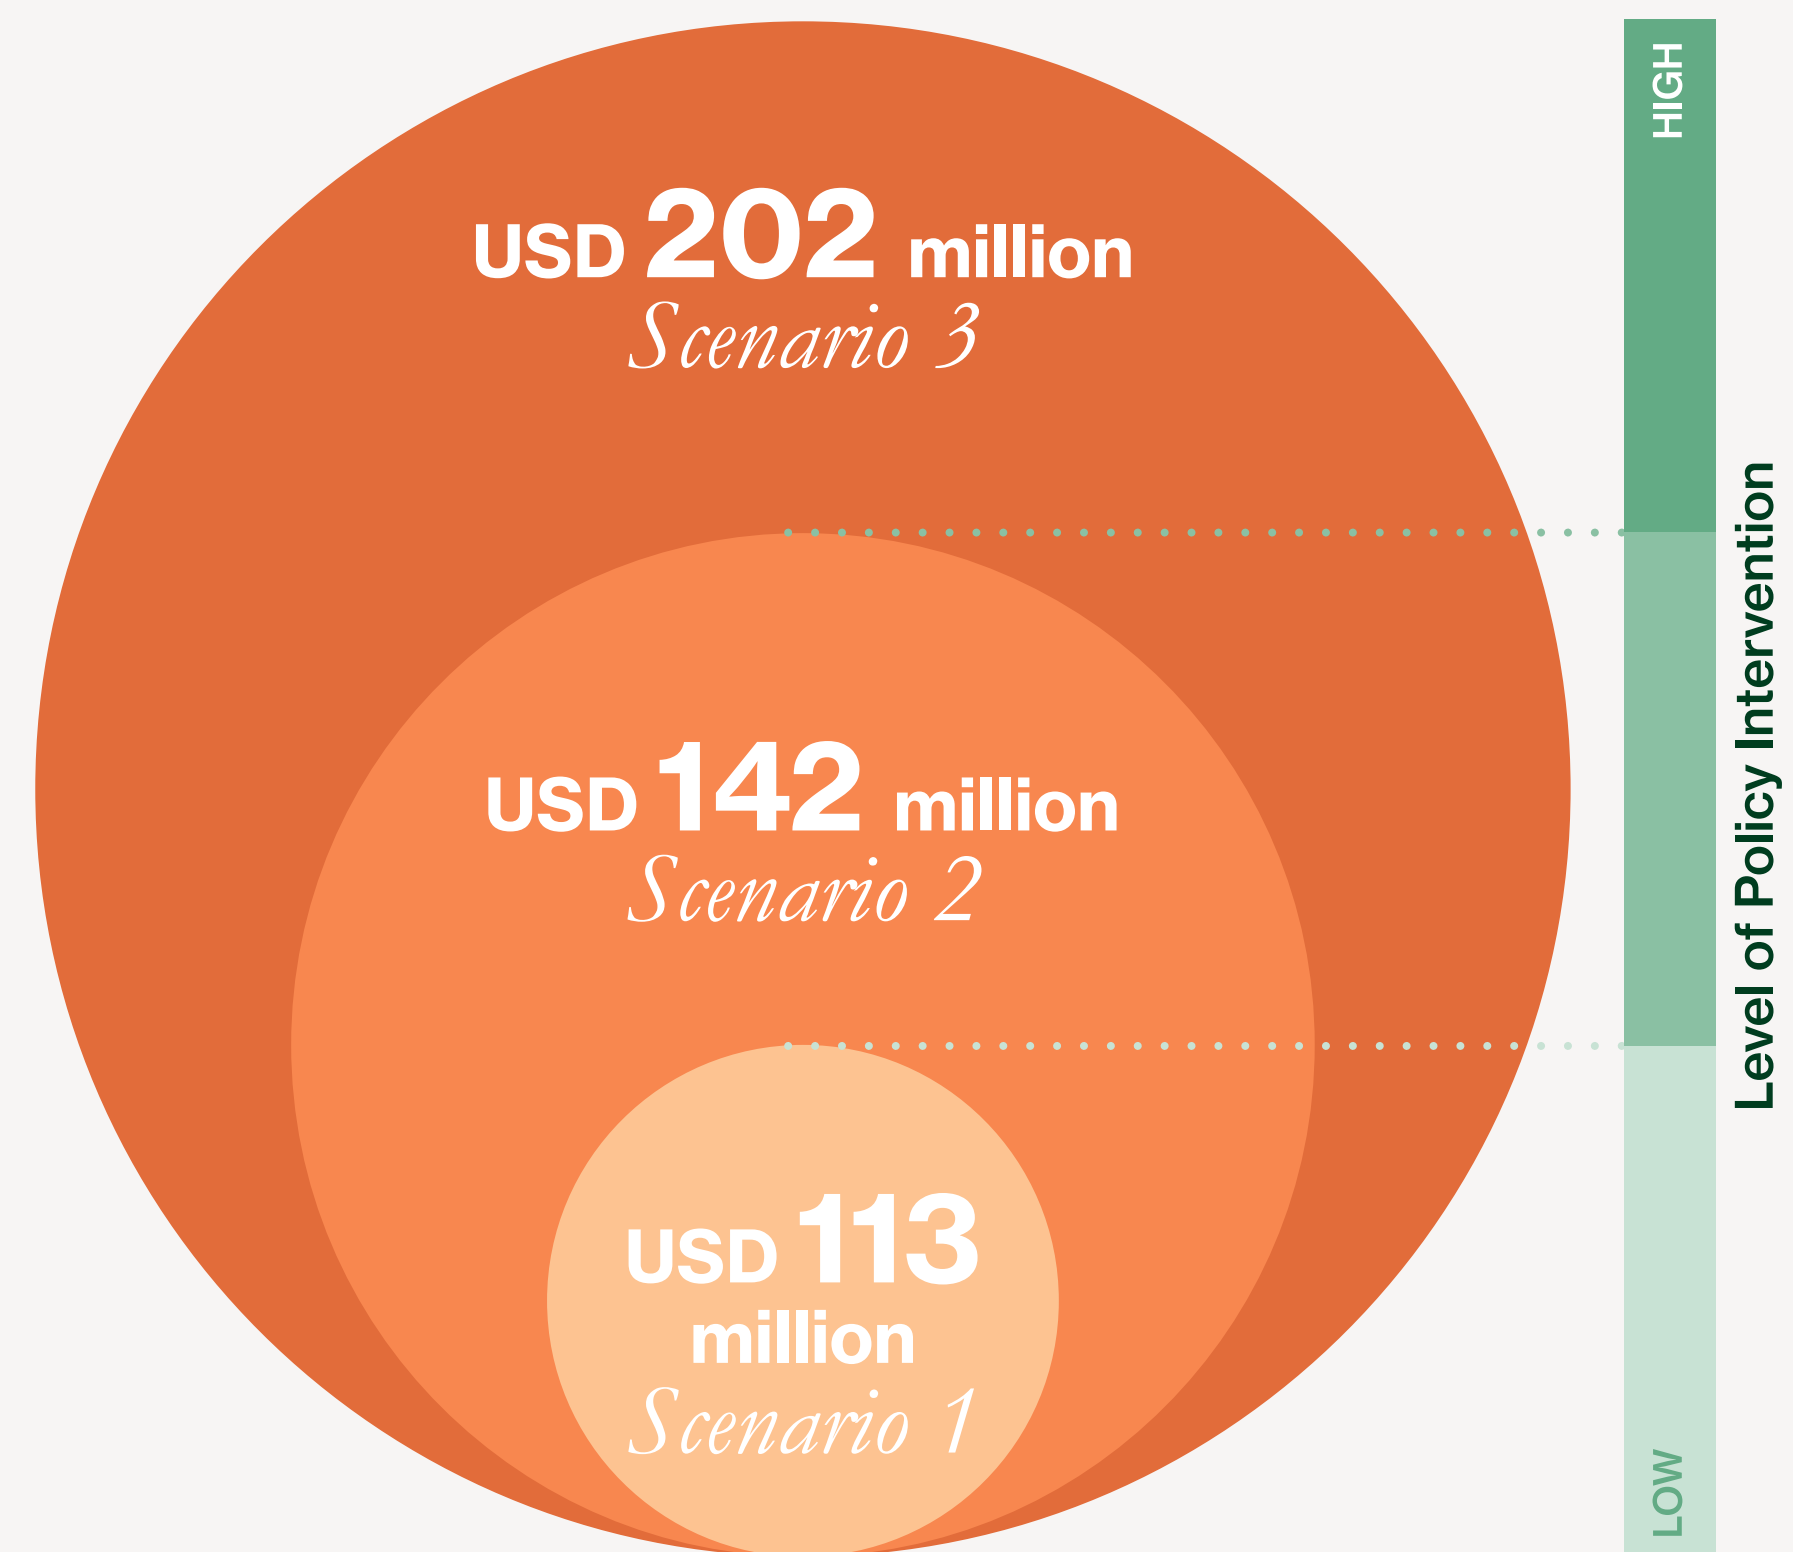 HIGH
USD 202 million
Scenario 3
Level of Policy Intervention
USD 142 million
Scenario 2
USD 113
million
Scenario 1
LOW